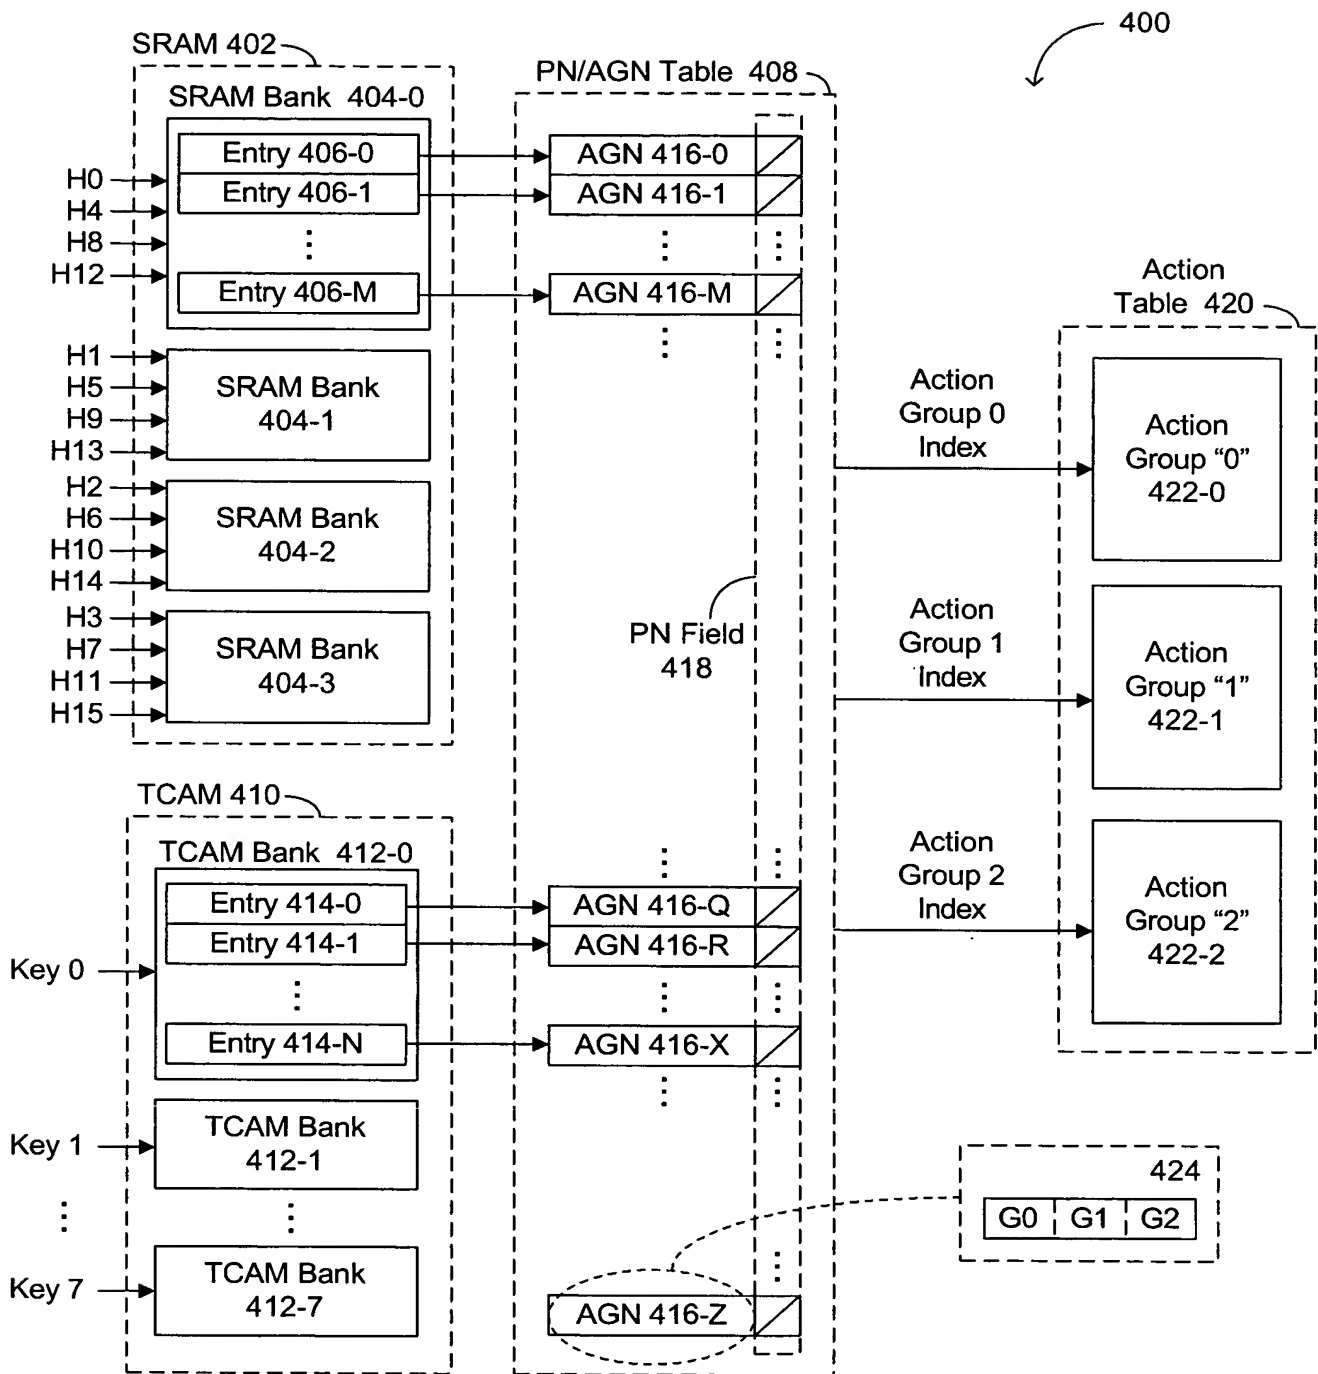 400
SRAM 402
SRAM Bank 404-0
Entry 406-0
Entry 406-1
⋮
Entry 406-M
H0
H4
H8
H12
H1
H5
H9
H13
SRAM Bank
404-1
H2
H6
H10
H14
SRAM Bank
404-2
H3
H7
H11
H15
SRAM Bank
404-3
TCAM 410
TCAM Bank 412-0
Entry 414-0
Entry 414-1
⋮
Entry 414-N
Key 0
Key 1
TCAM Bank
412-1
⋮
⋮
Key 7
TCAM Bank
412-7
PN/AGN Table 408
AGN 416-0
AGN 416-1
⋮ ⋮
AGN 416-M
⋮ ⋮
PN Field
418
⋮ ⋮
AGN 416-Q
AGN 416-R
⋮ ⋮
AGN 416-X
⋮ ⋮
⋮
AGN 416-Z
Action
Group 0
Index
Action
Group 1
Index
Action
Group 2
Index
Action
Table 420
Action
Group “0”
422-0
Action
Group “1”
422-1
Action
Group “2”
422-2
424
G0 G1 G2